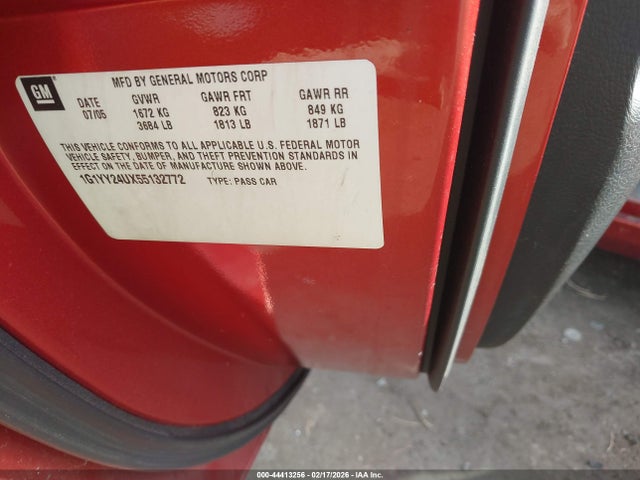 GM
MFD BY GENERAL MOTORS CORP
DATE GVWR GAWR FRT GAWR RR
07/05 1672 KG 823 KG 849 KG
3684 LB 1813 LB 1871 LB
THIS VEHICLE CONFORMS TO ALL APPLICABLE U.S. FEDERAL MOTOR
VEHICLE SAFETY, BUMPER, AND THEFT PREVENTION STANDARDS IN
EFFECT ON THE DATE OF MANUFACTURE SHOWN ABOVE.
1G1YY24UX55132772 TYPE: PASS CAR
000-44413256 - 02/17/2026 - IAA Inc.